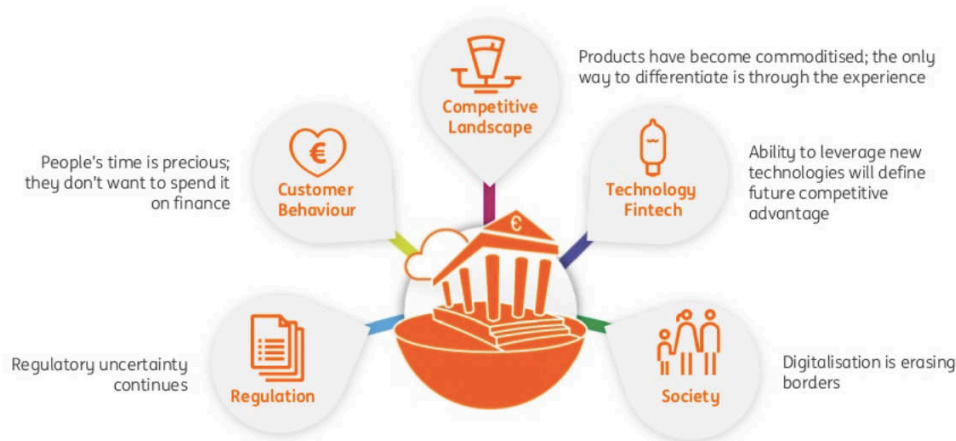 Products have become commoditised; the only
way to differentiate is through the experience
Competitive
Landscape
People's time is precious;
they don't want to spend it
on finance
€
Customer
Behaviour
Technology
Fintech
Ability to leverage new
technologies will define
future competitive
advantage
€
Regulatory uncertainty
continues
Regulation
Society
Digitalisation is erasing
borders